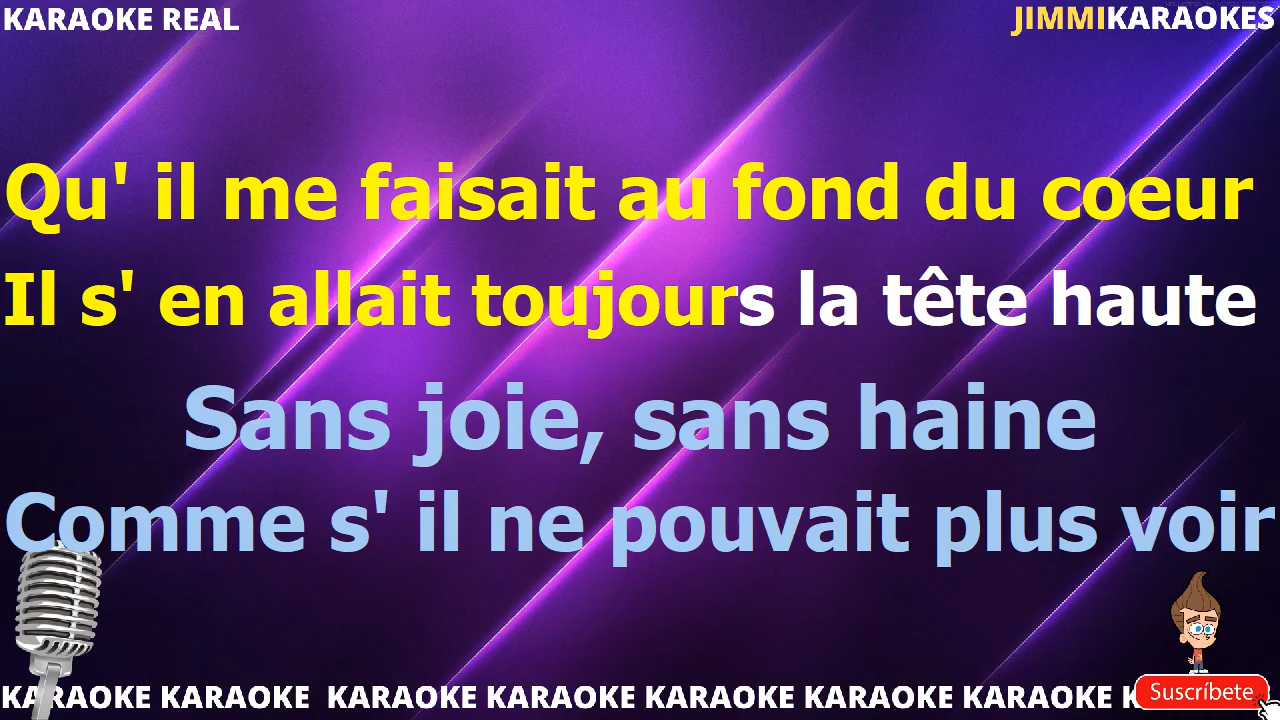 KARAOKE REAL
JIMMIKARAOKES
Qu' il me faisait au fond du coeur
Il s' en allait toujours la tête haute
Sans joie, sans haine
Comme s' il ne pouvait plus voir
KARAOKE KARAOKE KARAOKE KARAOKE KARAOKE KARAOKE KARAOKE K
Suscríbete